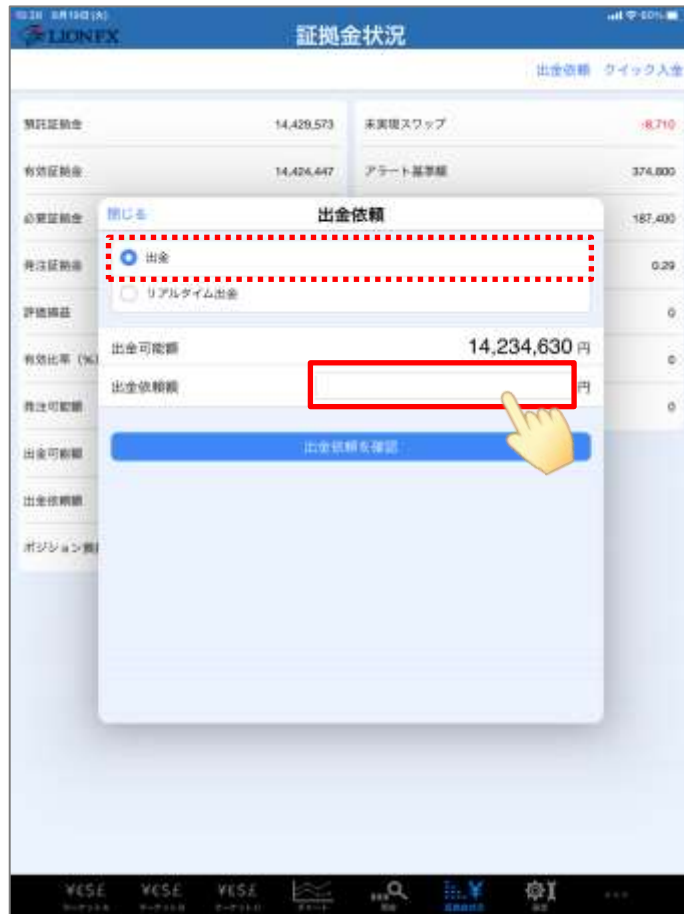 LION FX
証拠金状況
出金依頼 クイック入金
預託証拠金 14,429,573 未実現スワップ -8,710
有効証拠金 14,424,447 アラート基準額 374,800
必要証拠金 187,400
発注証拠金 0.29
評価損益 0
有効比率(%) 0
発注可能額 0
出金可能額
出金依頼額
ポジション
閉じる 出金依頼
出金
リアルタイム出金
出金可能額 14,234,630 円
出金依頼額 円
出金依頼を確認
¥€$£ ¥€$£ ¥€$£ ¥